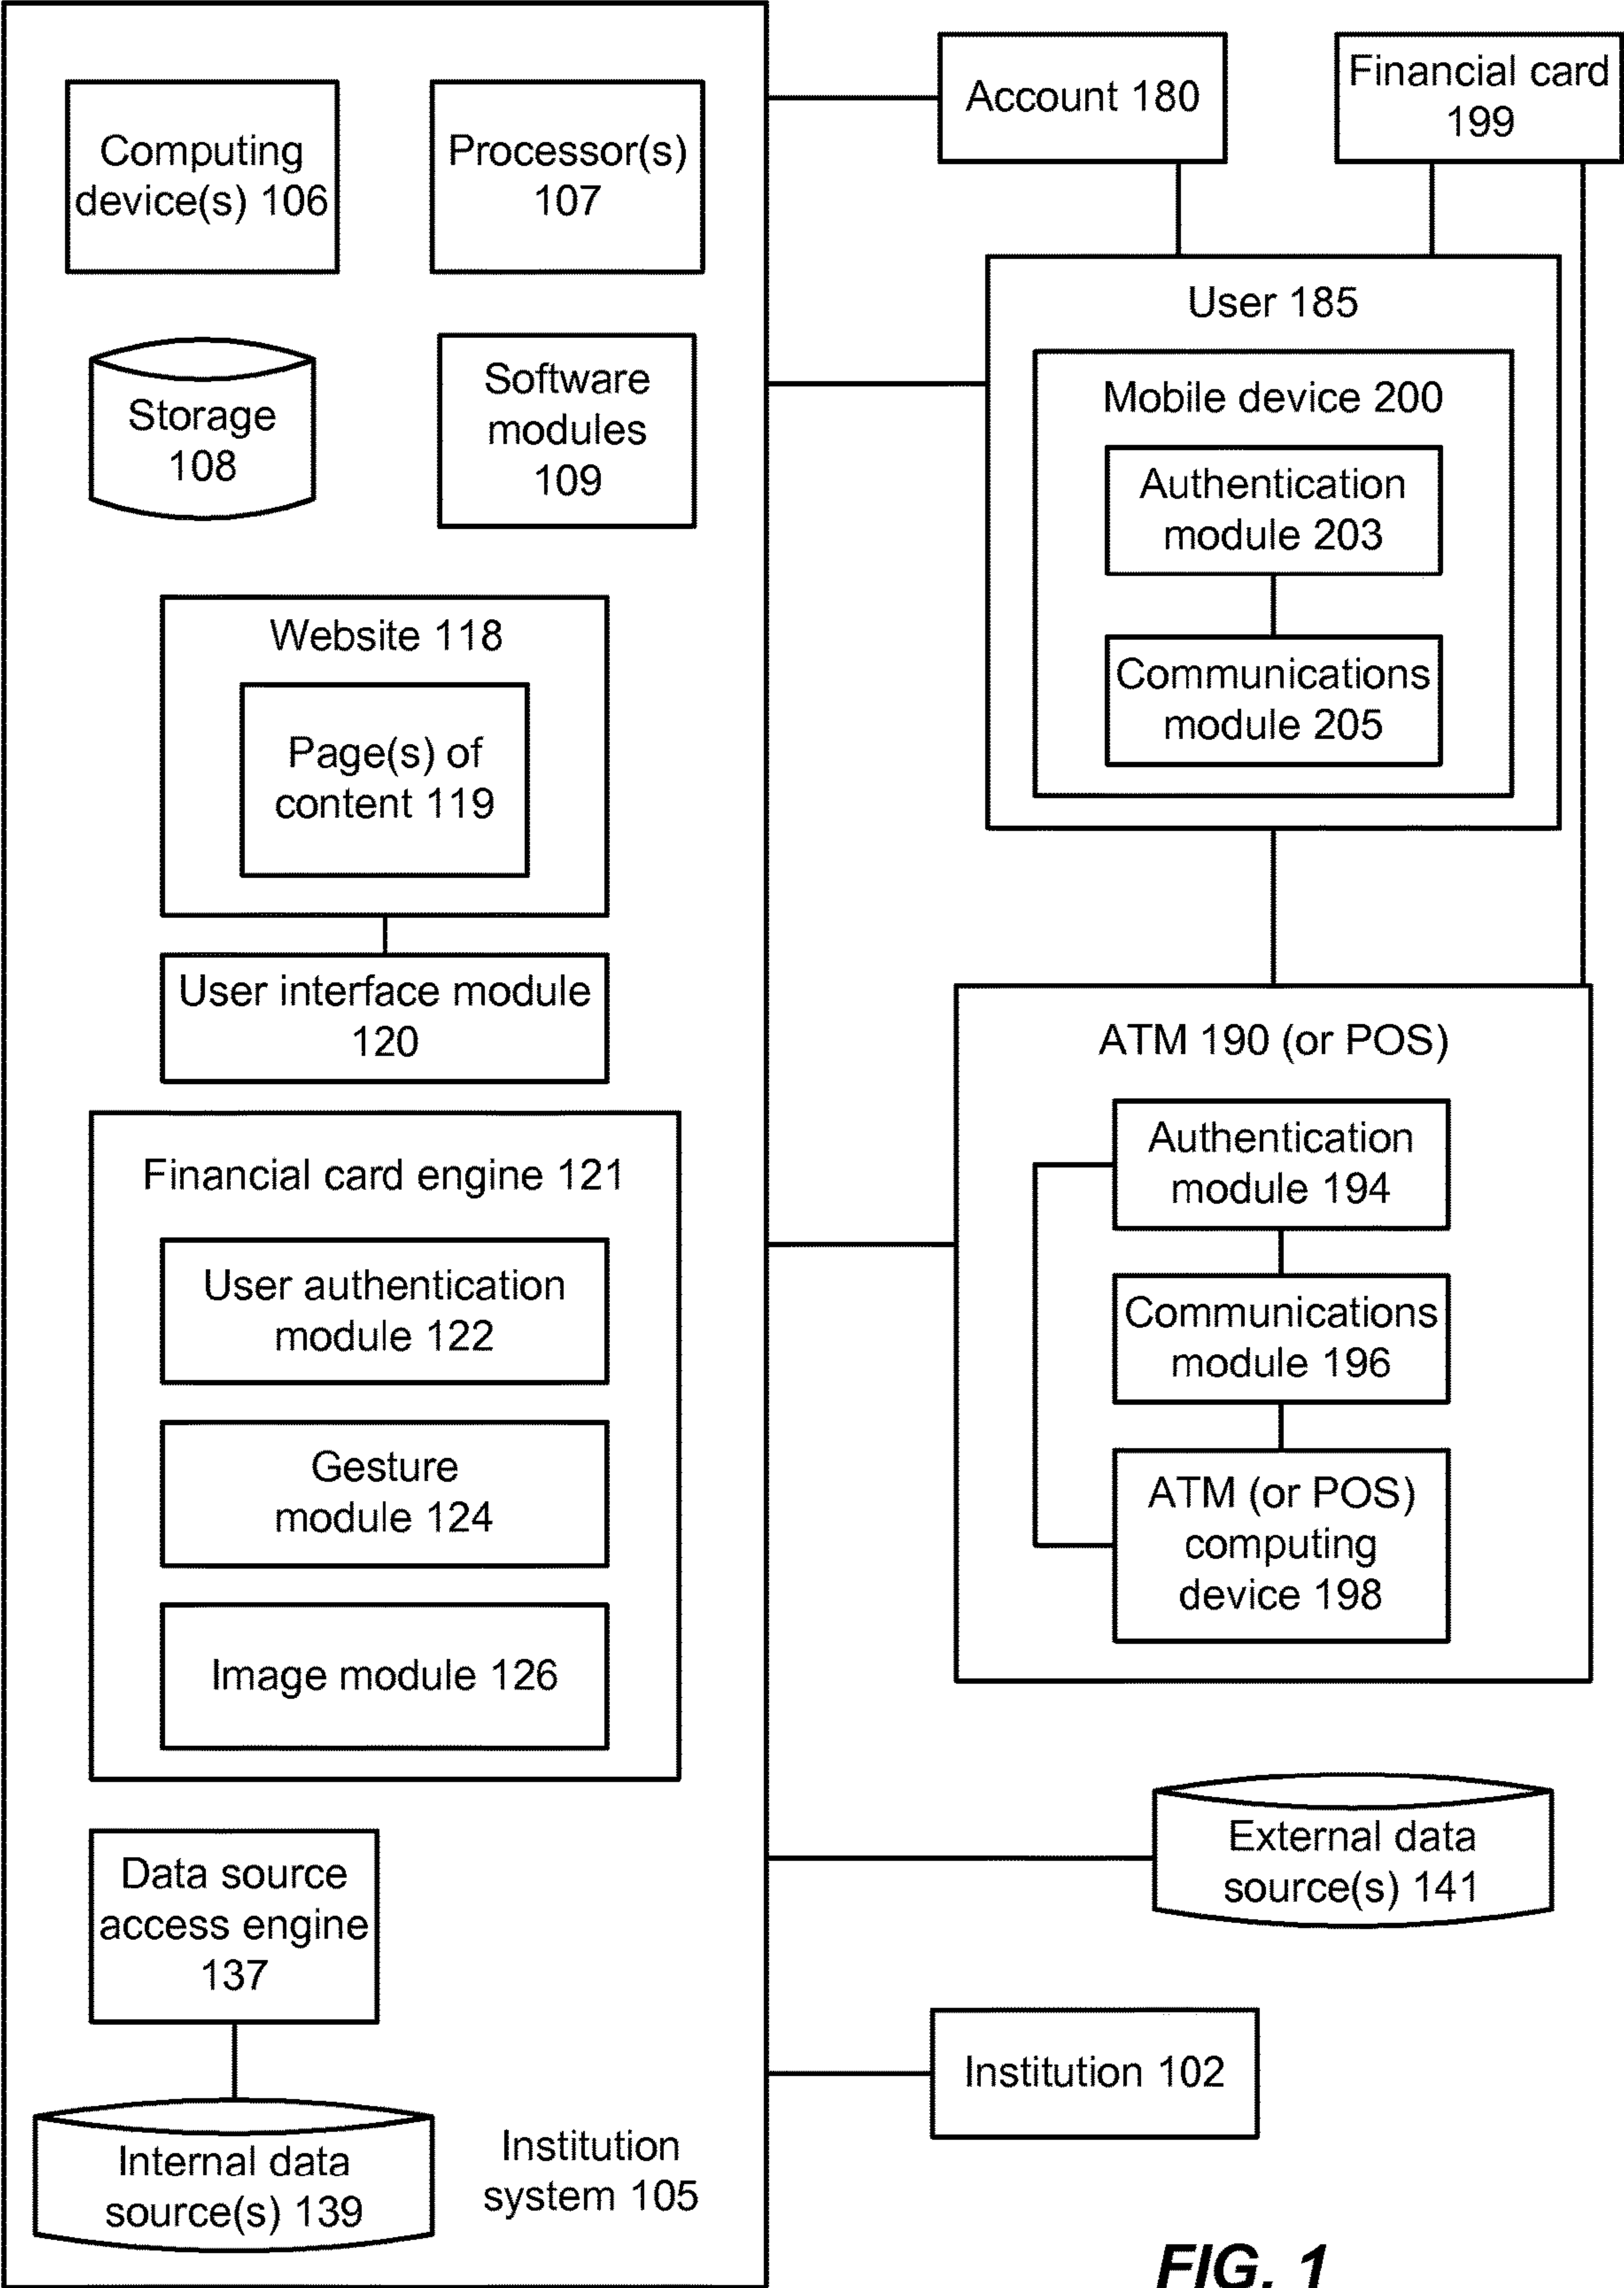 Computing
device(s) 106
Processor(s)
107
Storage
108
Software
modules
109
Website 118
Page(s) of
content 119
User interface module
120
Financial card engine 121
User authentication
module 122
Gesture
module 124
Image module 126
Data source
access engine
137
Internal data
source(s) 139
Institution
system 105
Account 180
Financial card
199
User 185
Mobile device 200
Authentication
module 203
Communications
module 205
ATM 190 (or POS)
Authentication
module 194
Communications
module 196
ATM (or POS)
computing
device 198
External data
source(s) 141
Institution 102
FIG. 1